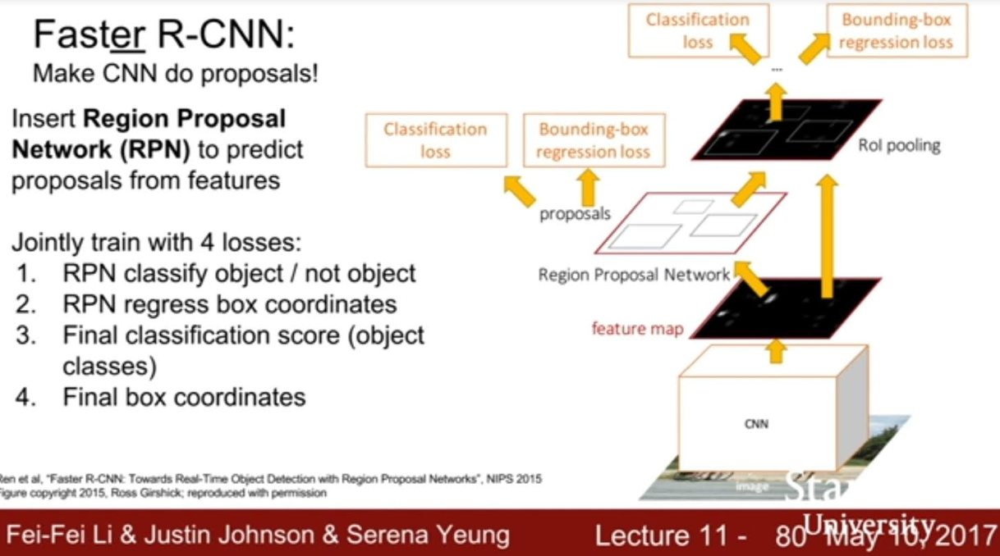 Faster R-CNN:
Make CNN do proposals!
Insert Region Proposal
Network (RPN) to predict
proposals from features
Jointly train with 4 losses:
1. RPN classify object / not object
2. RPN regress box coordinates
3. Final classification score (object
classes)
4. Final box coordinates
Classification
loss
Bounding-box
regression loss
...
RoI pooling
Classification
loss
Bounding-box
regression loss
proposals
Region Proposal Network
feature map
CNN
image
Ren et al, “Faster R-CNN: Towards Real-Time Object Detection with Region Proposal Networks”, NIPS 2015
Figure copyright 2015, Ross Girshick; reproduced with permission
Fei-Fei Li & Justin Johnson & Serena Yeung
Lecture 11 - 80
May 10, 2017
University